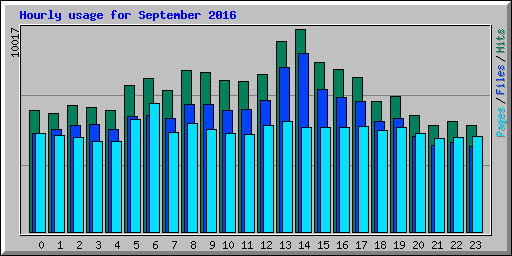 Hourly usage for September 2016
10017
Pages/Files/Hits
0 1 2 3 4 5 6 7 8 9 10 11 12 13 14 15 16 17 18 19 20 21 22 23